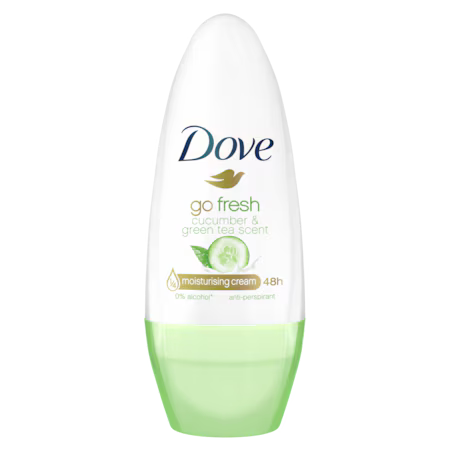 Dove
go fresh
cucumber &
green tea scent
moisturising cream 48h
0% alcohol* anti-perspirant